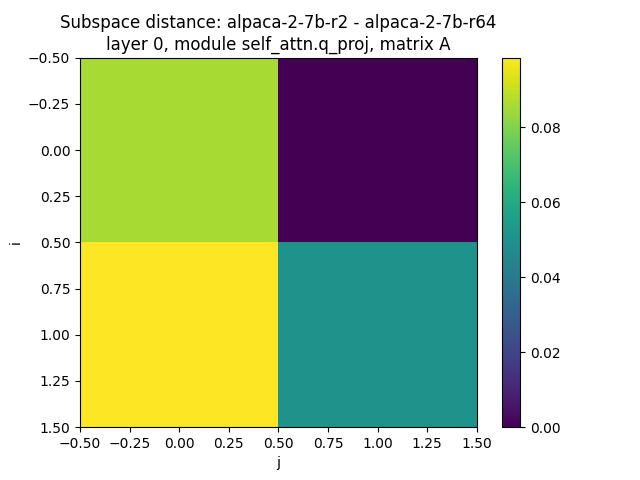 Subspace distance: alpaca-2-7b-r2 - alpaca-2-7b-r64
layer 0, module self_attn.q_proj, matrix A
−0.50
−0.25
0.00
0.25
0.50
0.75
1.00
1.25
1.50
i
−0.50 −0.25 0.00 0.25 0.50 0.75 1.00 1.25 1.50
j
0.08
0.06
0.04
0.02
0.00